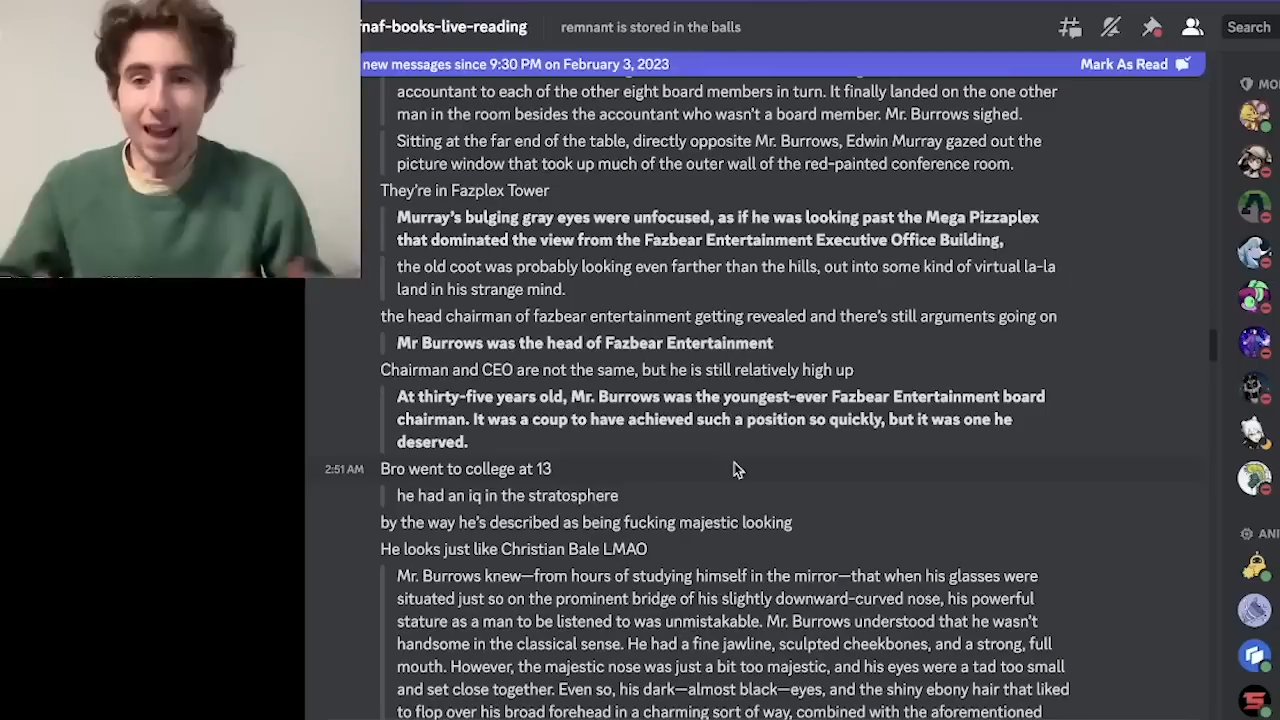 fnaf-books-live-reading
remnant is stored in the balls
Search
new messages since 9:30 PM on February 3, 2023
Mark As Read
accountant to each of the other eight board members in turn. It finally landed on the one other
man in the room besides the accountant who wasn't a board member. Mr. Burrows sighed.
Sitting at the far end of the table, directly opposite Mr. Burrows, Edwin Murray gazed out the
picture window that took up much of the outer wall of the red-painted conference room.
They're in Fazplex Tower
Murray's bulging gray eyes were unfocused, as if he was looking past the Mega Pizzaplex
that dominated the view from the Fazbear Entertainment Executive Office Building,
the old coot was probably looking even farther than the hills, out into some kind of virtual la-la
land in his strange mind.
the head chairman of fazbear entertainment getting revealed and there's still arguments going on
Mr Burrows was the head of Fazbear Entertainment
Chairman and CEO are not the same, but he is still relatively high up
At thirty-five years old, Mr. Burrows was the youngest-ever Fazbear Entertainment board
chairman. It was a coup to have achieved such a position so quickly, but it was one he
deserved.
2:51 AM
Bro went to college at 13
he had an iq in the stratosphere
by the way he's described as being fucking majestic looking
He looks just like Christian Bale LMAO
Mr. Burrows knew—from hours of studying himself in the mirror—that when his glasses were
situated just so on the prominent bridge of his slightly downward-curved nose, his powerful
stature as a man to be listened to was unmistakable. Mr. Burrows understood that he wasn't
handsome in the classical sense. He had a fine jawline, sculpted cheekbones, and a strong, full
mouth. However, the majestic nose was just a bit too majestic, and his eyes were a tad too small
and set close together. Even so, his dark—almost black—eyes, and the shiny ebony hair that liked
to flop over his broad forehead in a charming sort of way, combined with the aforementioned
MO
ANI